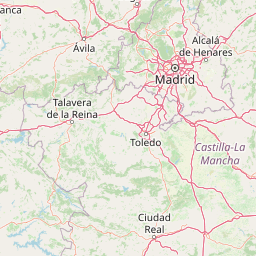 anca
Ávila
Alcalá
de Henares
Madrid
Talavera
de la Reina
Toledo
Castilla-La
Mancha
Ciudad
Real